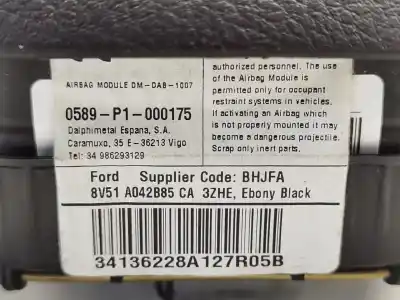 AIRBAG MODULE DM-DAB-1007
0589-P1-000175
Dalphimetal Espana, S.A.
Caramuxo, 35 E-36213 Vigo
Tel: 34 986293129
authorized personnel. The use
of the Airbag Module is
permitted only for occupant
restraint systems in vehicles.
If activating an Airbag which
is not properly mounted it may
become a dangerous projectile.
Scrap only inert parts.
Ford Supplier Code: BHJFA
8V51 A042B85 CA 3ZHE, Ebony Black
34136228A127R05B